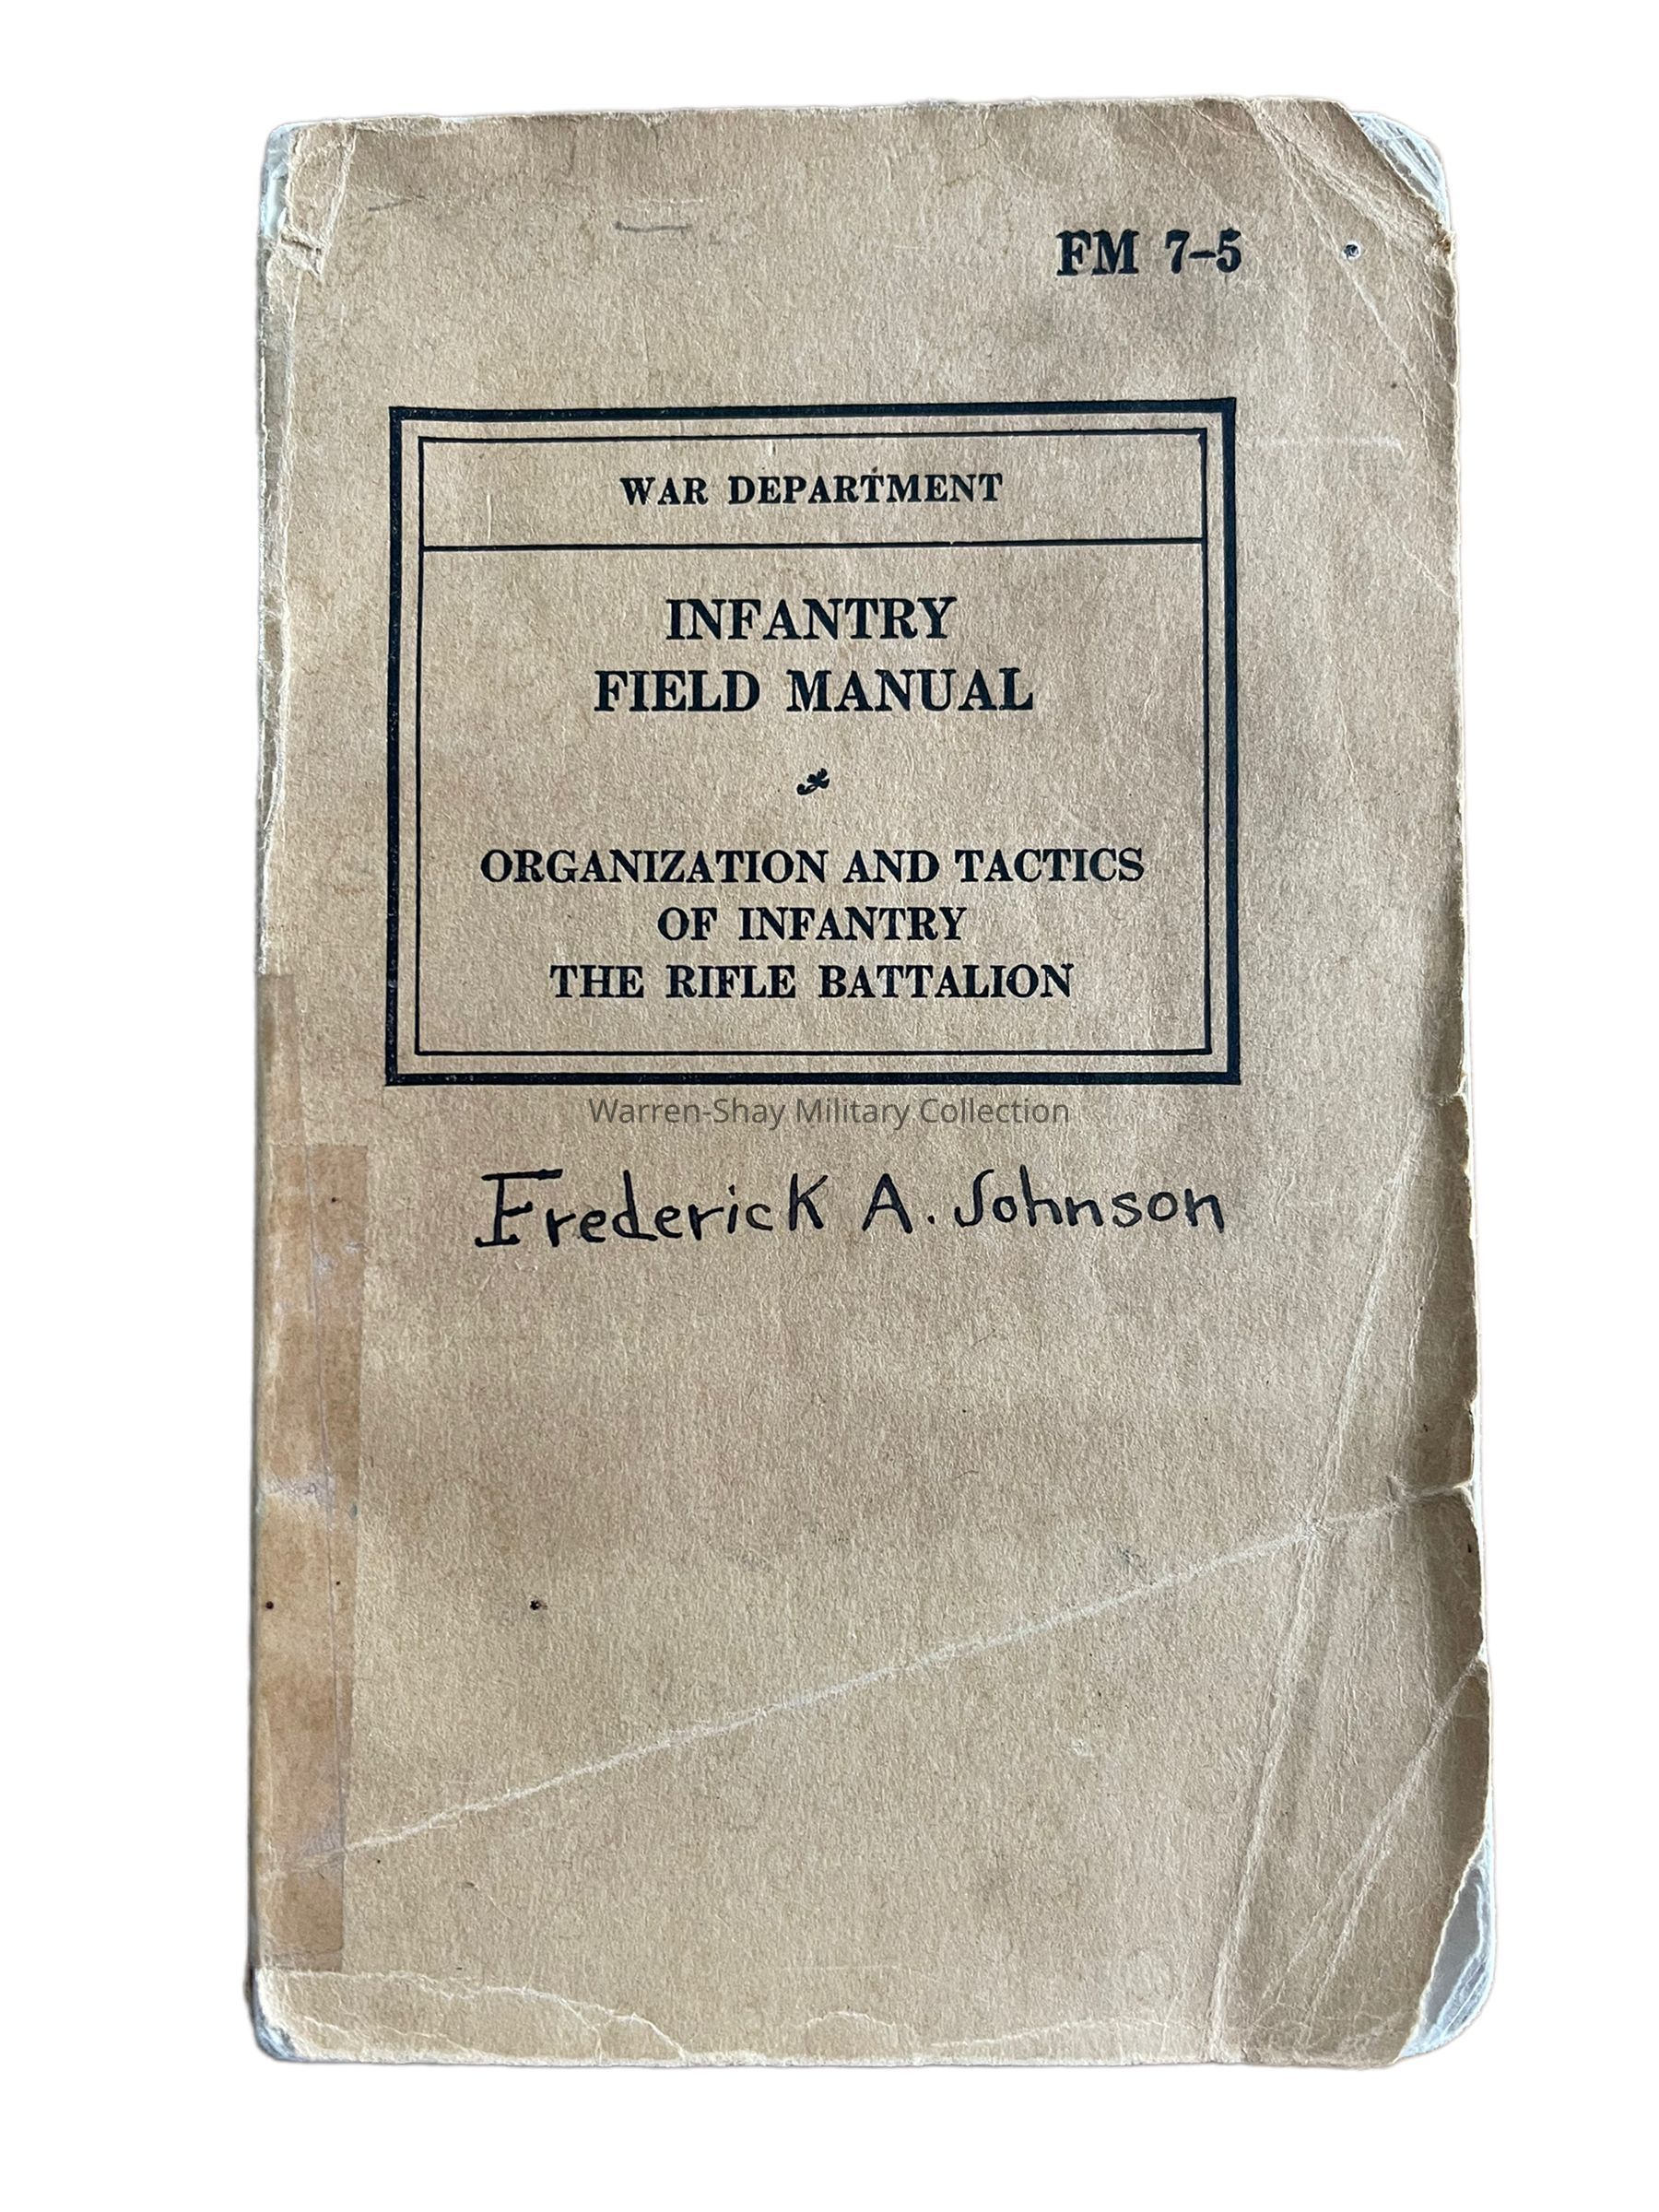 FM 7-5
WAR DEPARTMENT
INFANTRY
FIELD MANUAL
ORGANIZATION AND TACTICS
OF INFANTRY
THE RIFLE BATTALION
Warren-Shay Military Collection
Frederick A. Johnson